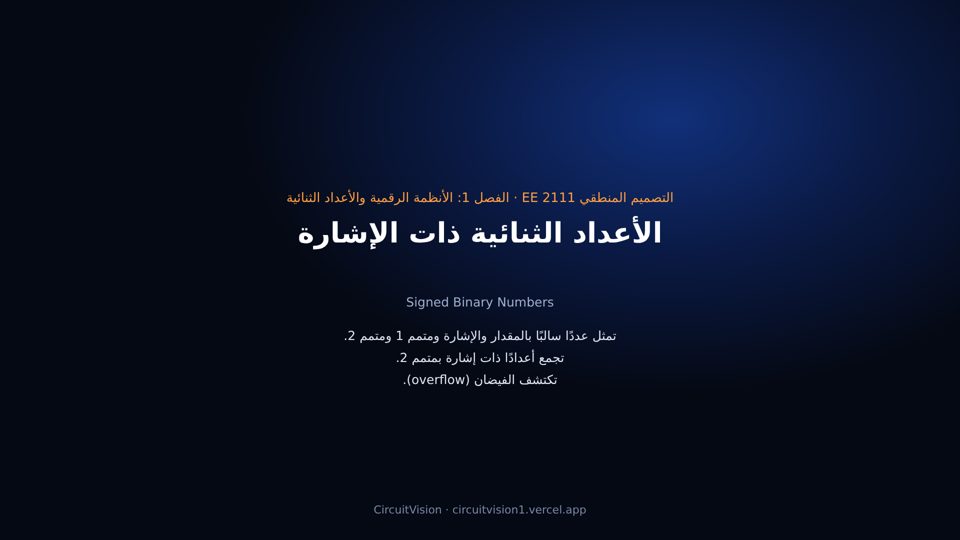 التصميم المنطقي EE 2111 · الفصل 1: الأنظمة الرقمية والأعداد الثنائية
الأعداد الثنائية ذات الإشارة
Signed Binary Numbers
تمثل عددًا سالبًا بالمقدار والإشارة ومتمم 1 ومتمم 2.
تجمع أعدادًا ذات إشارة بمتمم 2.
تكتشف الفيضان (overflow).
CircuitVision · circuitvision1.vercel.app